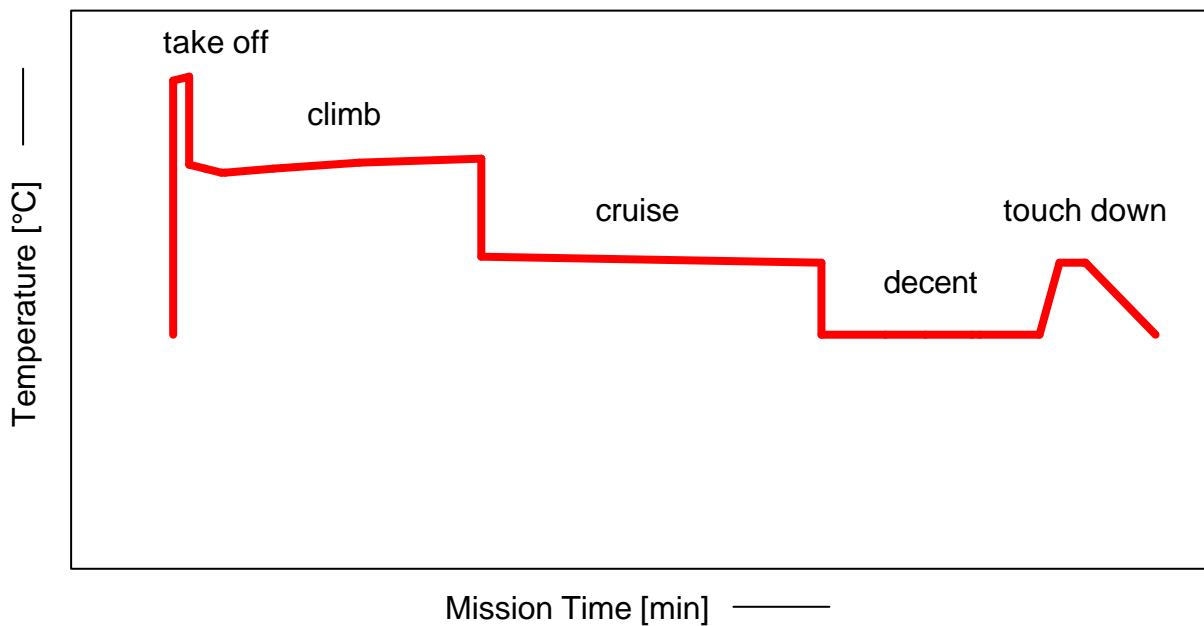 take off
climb
cruise
touch down
decent
Temperature [°C]
Mission Time [min]